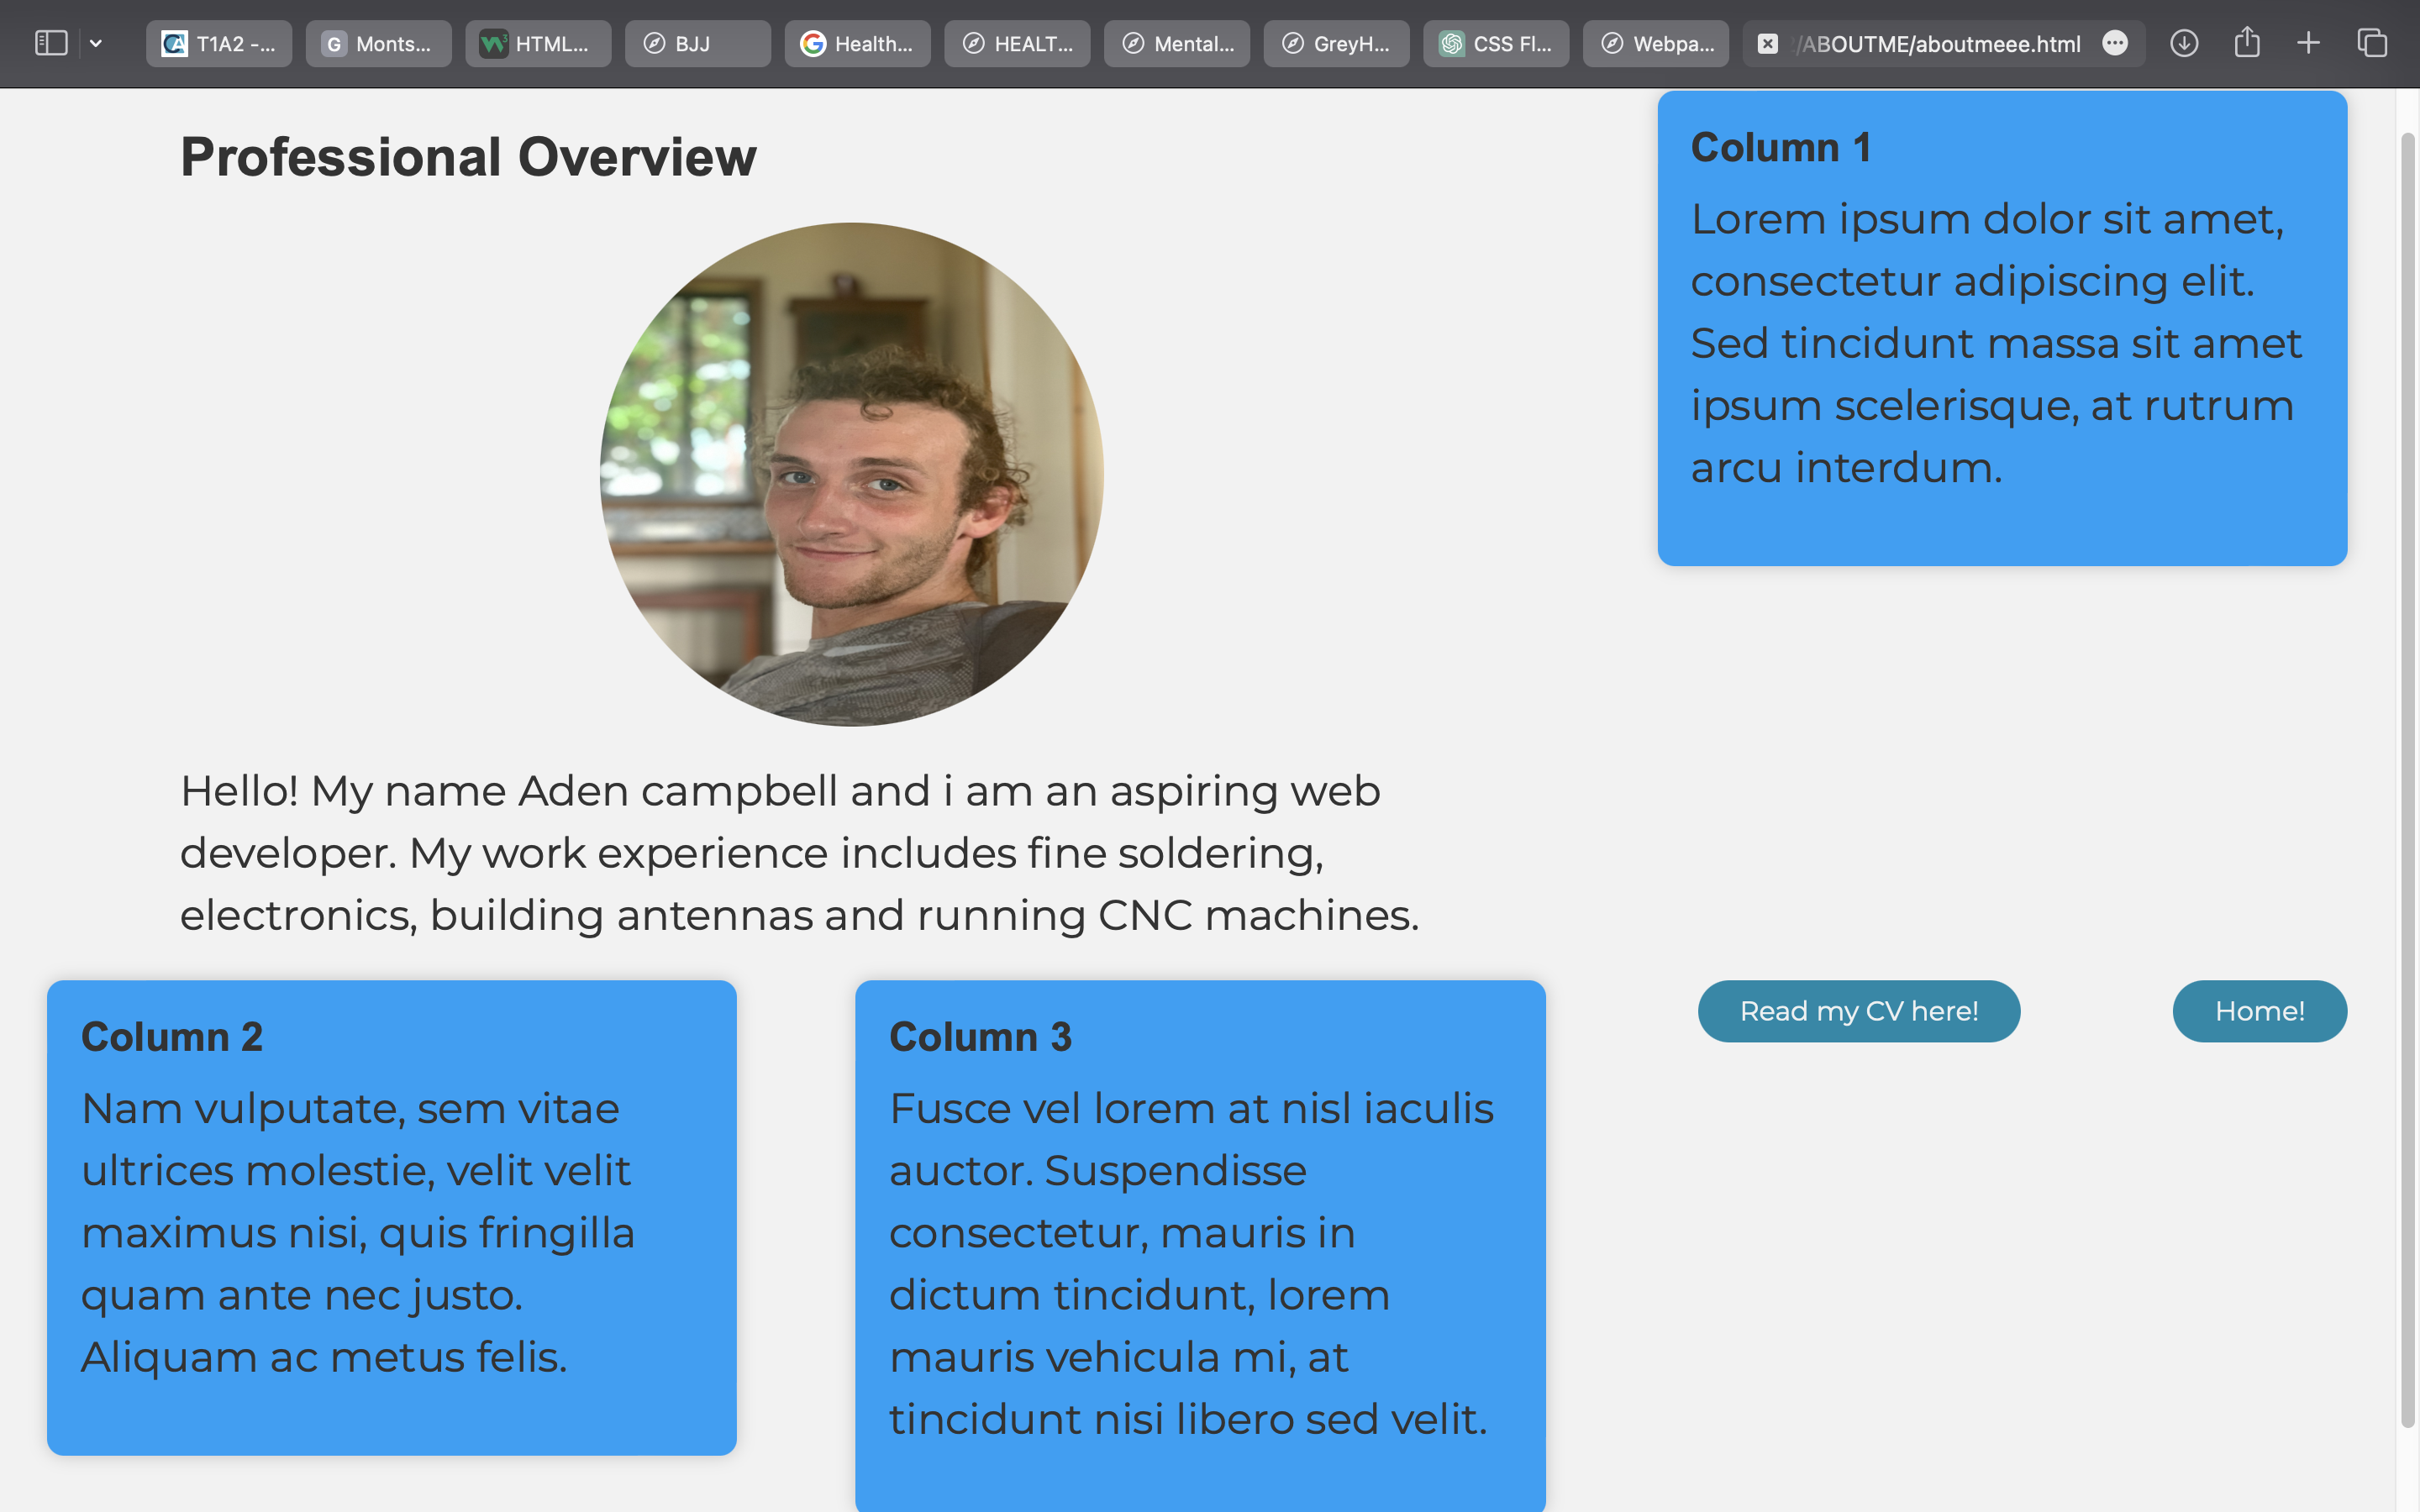 T1A2 -...
G Monts...
HTML...
BJJ
Health...
HEALT...
Mental...
GreyH...
CSS Fl...
Webpa...
/ABOUTME/aboutmeee.html
Professional Overview
Column 1
Lorem ipsum dolor sit amet,
consectetur adipiscing elit.
Sed tincidunt massa sit amet
ipsum scelerisque, at rutrum
arcu interdum.
Hello! My name Aden campbell and i am an aspiring web
developer. My work experience includes fine soldering,
electronics, building antennas and running CNC machines.
Column 2
Nam vulputate, sem vitae
ultrices molestie, velit velit
maximus nisi, quis fringilla
quam ante nec justo.
Aliquam ac metus felis.
Column 3
Fusce vel lorem at nisl iaculis
auctor. Suspendisse
consectetur, mauris in
dictum tincidunt, lorem
mauris vehicula mi, at
tincidunt nisi libero sed velit.
Read my CV here!
Home!